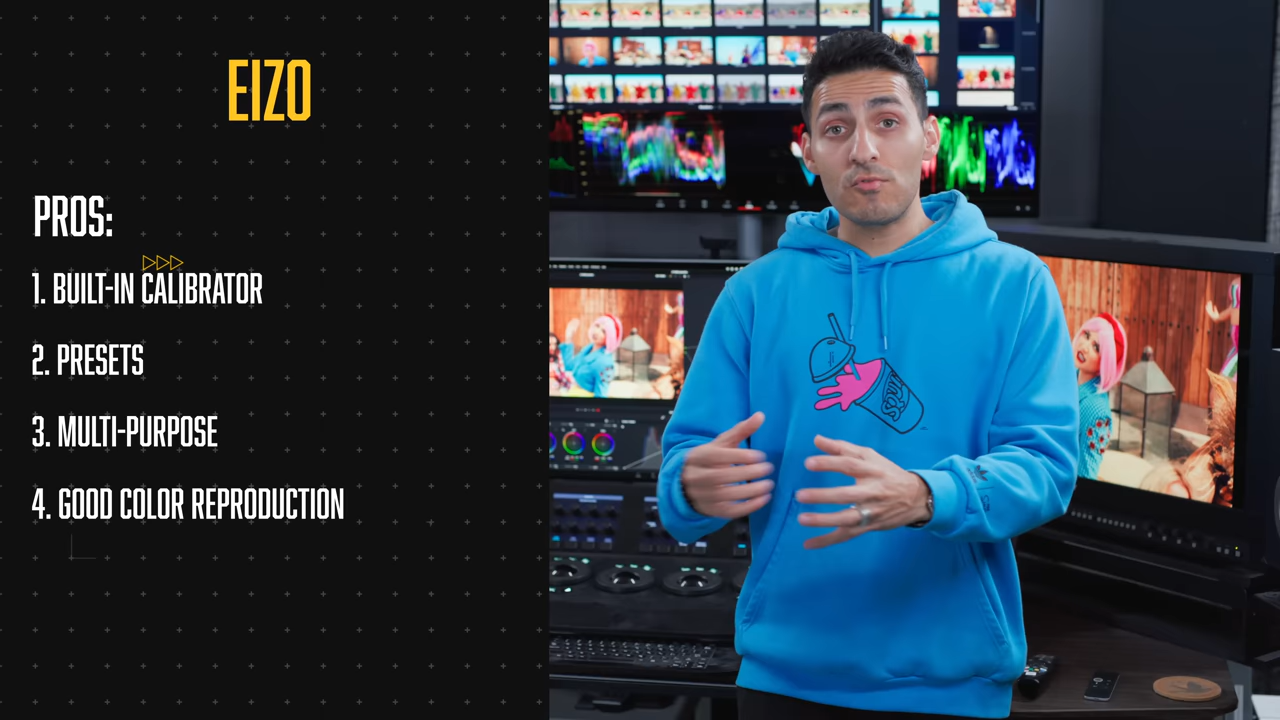 EIZO
PROS:
1. BUILT-IN CALIBRATOR
2. PRESETS
3. MULTI-PURPOSE
4. GOOD COLOR REPRODUCTION